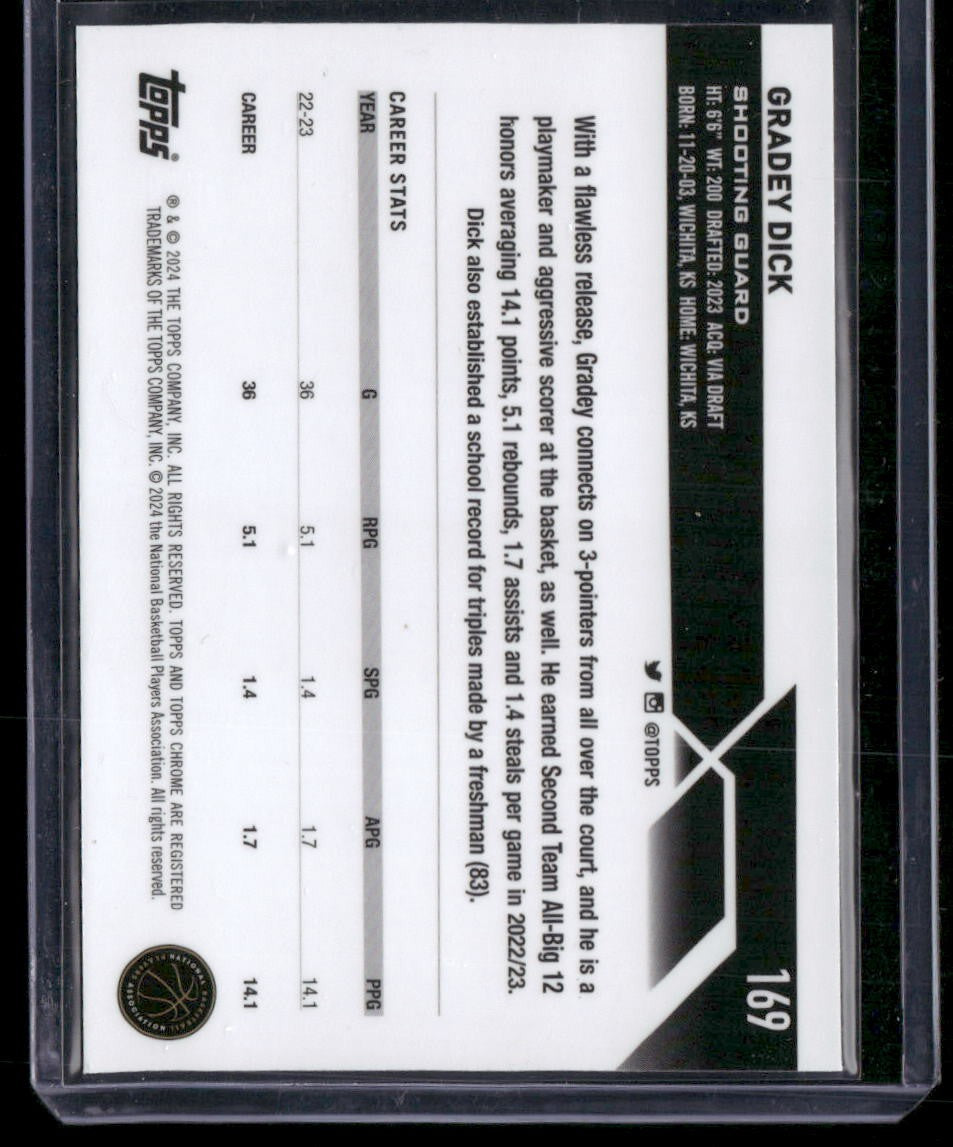 GRADEY DICK
169
SHOOTING GUARD
HT: 6'6" WT: 200 DRAFTED: 2023 ACQ: VIA DRAFT
BORN: 11-20-03, WICHITA, KS HOME: WICHITA, KS
@TOPPS
With a flawless release, Gradey connects on 3-pointers from all over the court, and he is a
playmaker and aggressive scorer at the basket, as well. He earned Second Team All-Big 12
honors averaging 14.1 points, 5.1 rebounds, 1.7 assists and 1.4 steals per game in 2022/23.
Dick also established a school record for triples made by a freshman (83).
CAREER STATS
YEAR G RPG SPG APG PPG
22-23 36 5.1 1.4 1.7 14.1
CAREER 36 5.1 1.4 1.7 14.1
topps®
® & © 2024 THE TOPPS COMPANY, INC. ALL RIGHTS RESERVED. TOPPS AND TOPPS CHROME ARE REGISTERED
TRADEMARKS OF THE TOPPS COMPANY, INC. © 2024 the National Basketball Players Association. All rights reserved.
NATIONAL BASKETBALL
ASSOCIATION